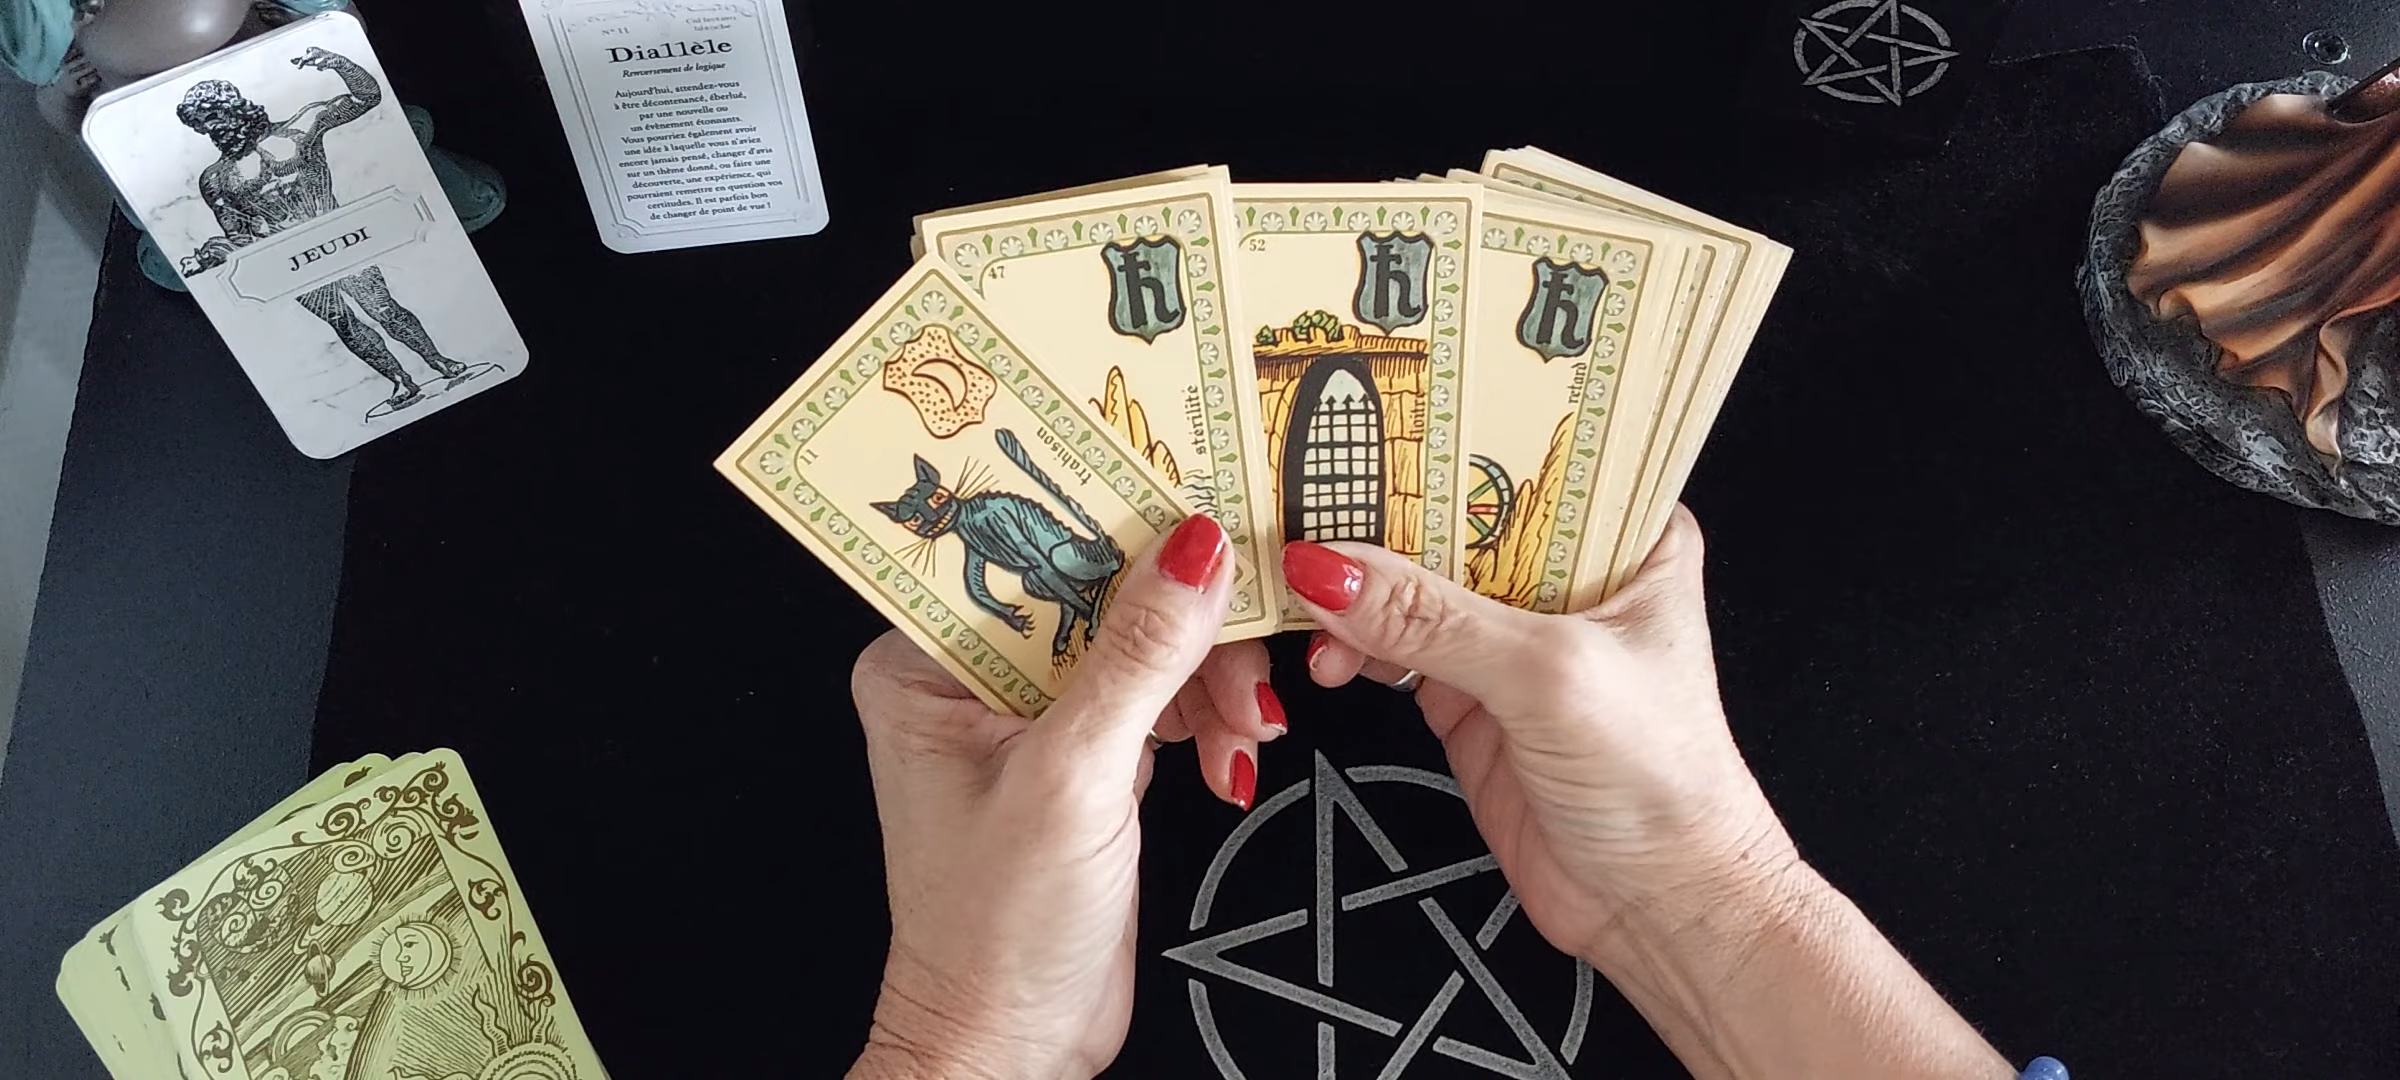 JEUDI
N° 11
Diallèle
Renversement de logique
Aujourd'hui, attendez-vous
à être décontenancé, éberlué,
par une nouvelle ou
un évènement étonnants.
Vous pourriez également avoir
une idée à laquelle vous n'aviez
encore jamais pensé, changer d'avis
sur un thème donné, ou faire une
découverte, une expérience, qui
pourraient remettre en question vos
certitudes. Il est parfois bon
de changer de point de vue !
11
trahison
47
stérilité
52
loître
retard